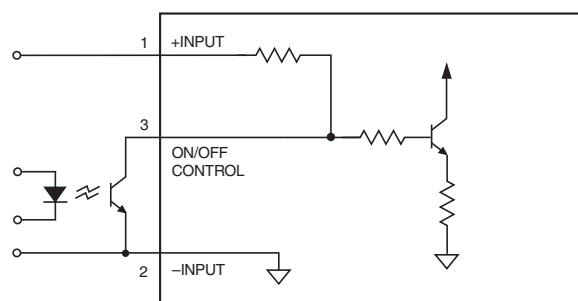 1 +INPUT
3
ON/OFF
CONTROL
2 –INPUT